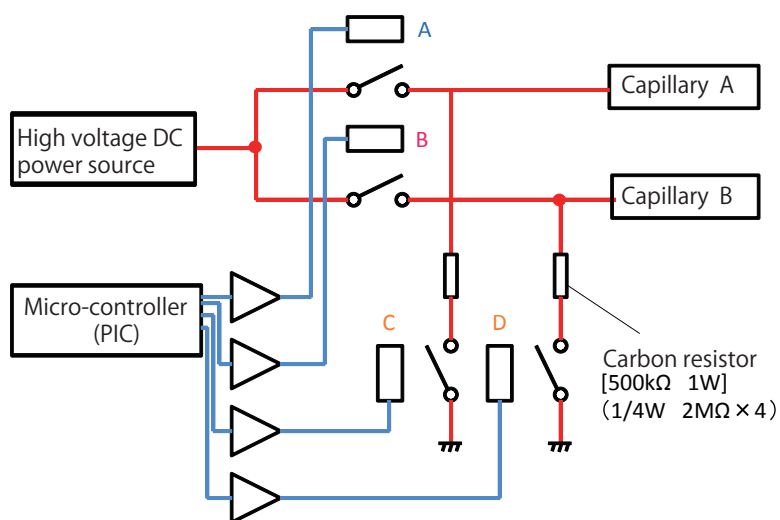 A
Capillary A
High voltage DC
power source
B
Capillary B
Micro-controller
(PIC)
C
D
Carbon resistor
[500kΩ 1W]
(1/4W 2MΩ×4)